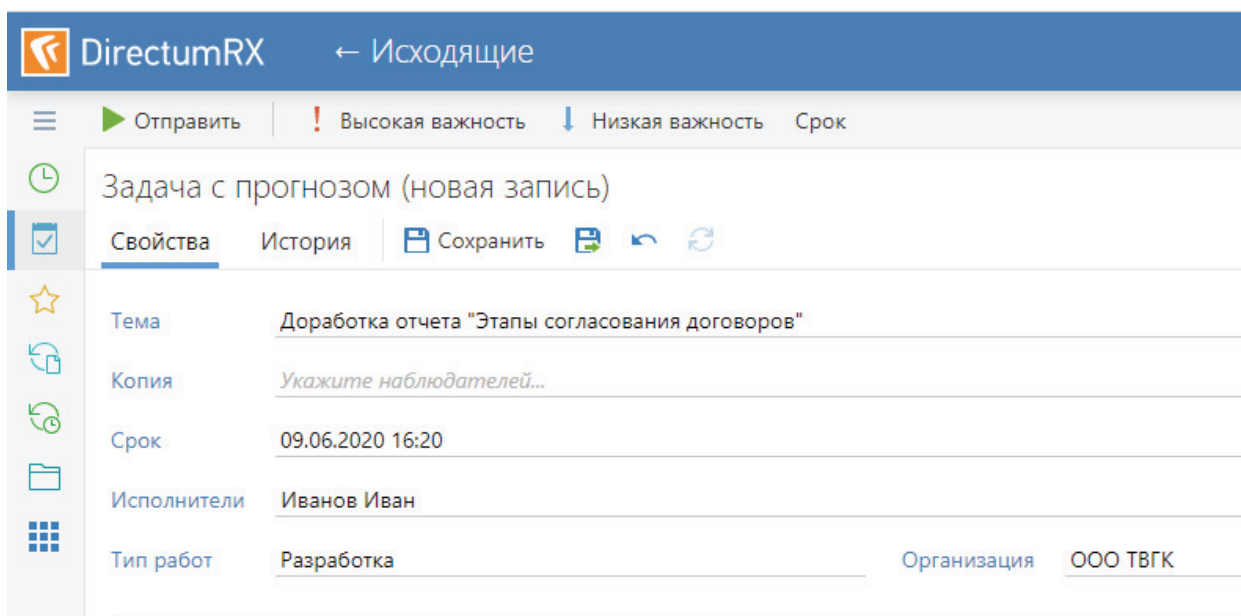 DirectumRX ← Исходящие
Отправить ! Высокая важность ↓ Низкая важность Срок
Задача с прогнозом (новая запись)
Свойства История Сохранить
Тема Доработка отчета "Этапы согласования договоров"
Копия Укажите наблюдателей...
Срок 09.06.2020 16:20
Исполнители Иванов Иван
Тип работ Разработка Организация ООО ТВГК